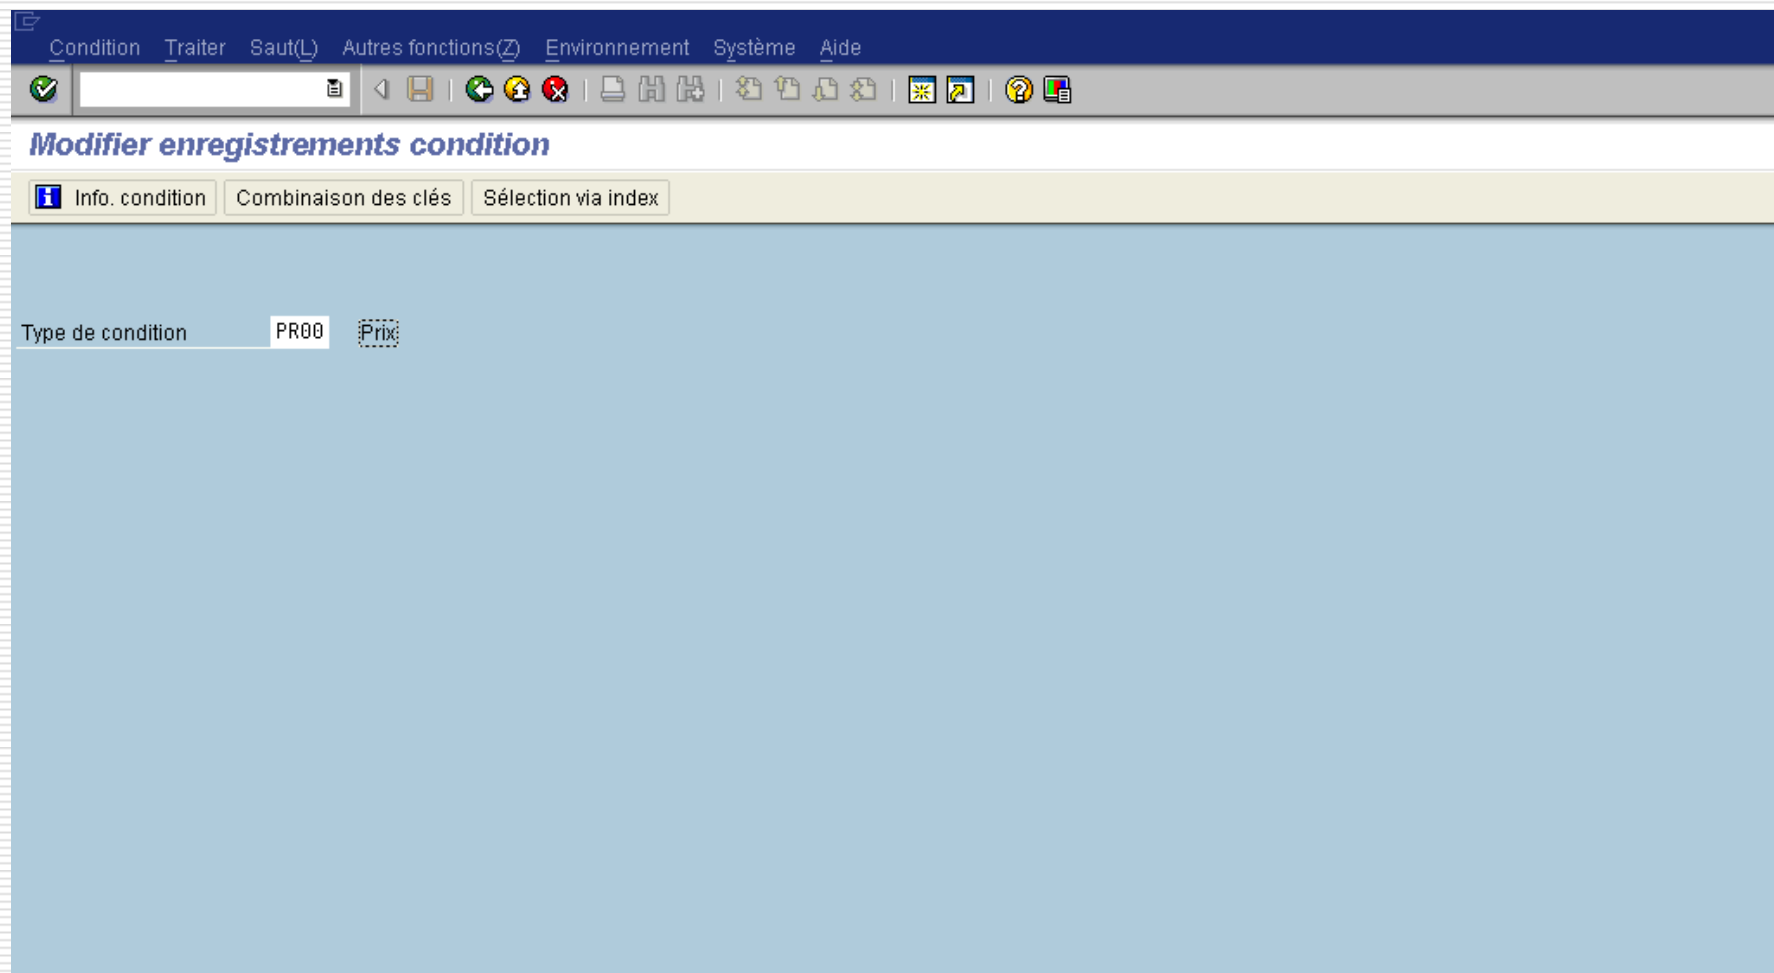 Condition Traiter Saut(L) Autres fonctions(Z) Environnement Système Aide
Modifier enregistrements condition
Info. condition Combinaison des clés Sélection via index
Type de condition PR00 Prix